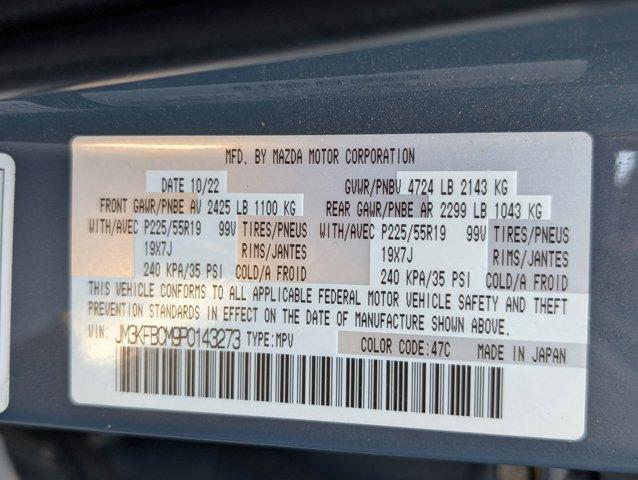 MFD. BY MAZDA MOTOR CORPORATION
DATE 10/22 GVWR/PNBV 4724 LB 2143 KG
FRONT GAWR/PNBE AV 2425 LB 1100 KG REAR GAWR/PNBE AR 2299 LB 1043 KG
WITH/AVEC P225/55R19 99V TIRES/PNEUS WITH/AVEC P225/55R19 99V TIRES/PNEUS
19X7J RIMS/JANTES 19X7J RIMS/JANTES
240 KPA/35 PSI COLD/A FROID 240 KPA/35 PSI COLD/A FROID
THIS VEHICLE CONFORMS TO ALL APPLICABLE FEDERAL MOTOR VEHICLE SAFETY AND THEFT
PREVENTION STANDARDS IN EFFECT ON THE DATE OF MANUFACTURE SHOWN ABOVE.
VIN: JM3KFBCM9P0143273 TYPE:MPV COLOR CODE:47C MADE IN JAPAN